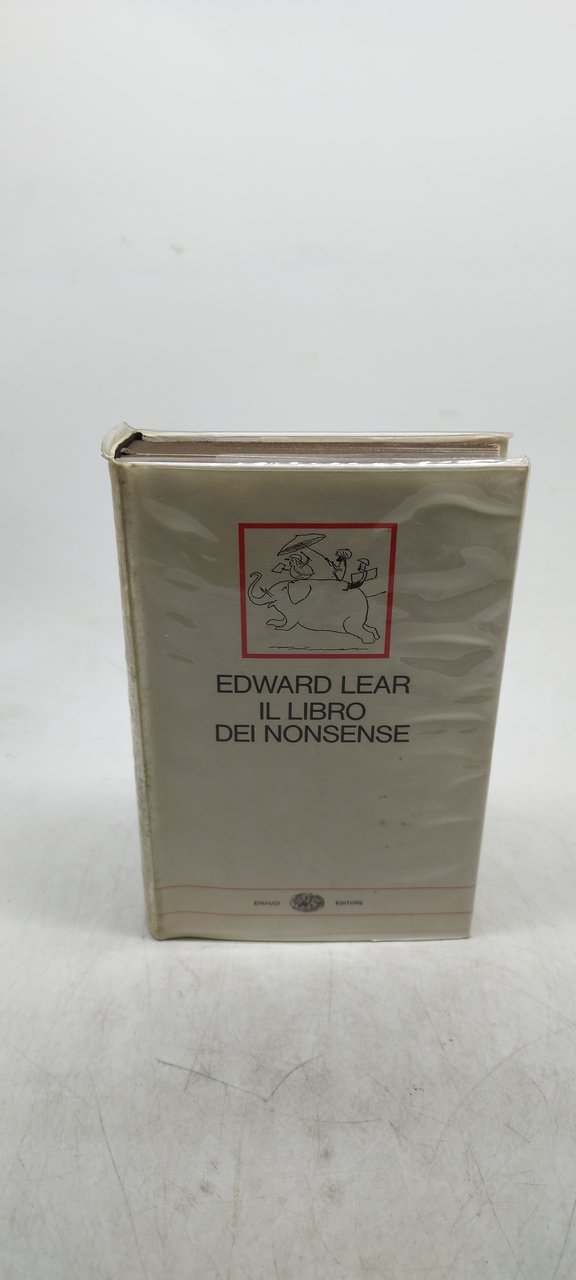 EDWARD LEAR
IL LIBRO
DEI NONSENSE
EINAUDI EDITORE